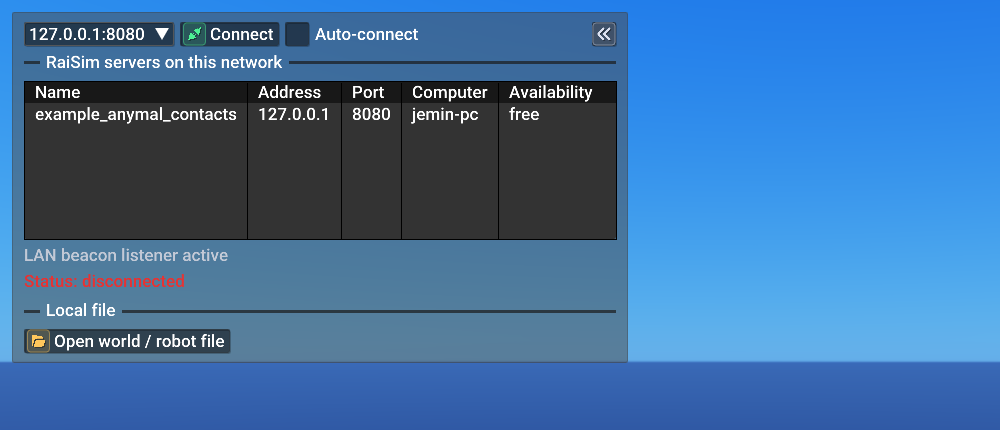 127.0.0.1:8080 Connect Auto-connect
RaiSim servers on this network
Name Address Port Computer Availability
example_anymal_contacts 127.0.0.1 8080 jemin-pc free
LAN beacon listener active
Status: disconnected
Local file
Open world / robot file